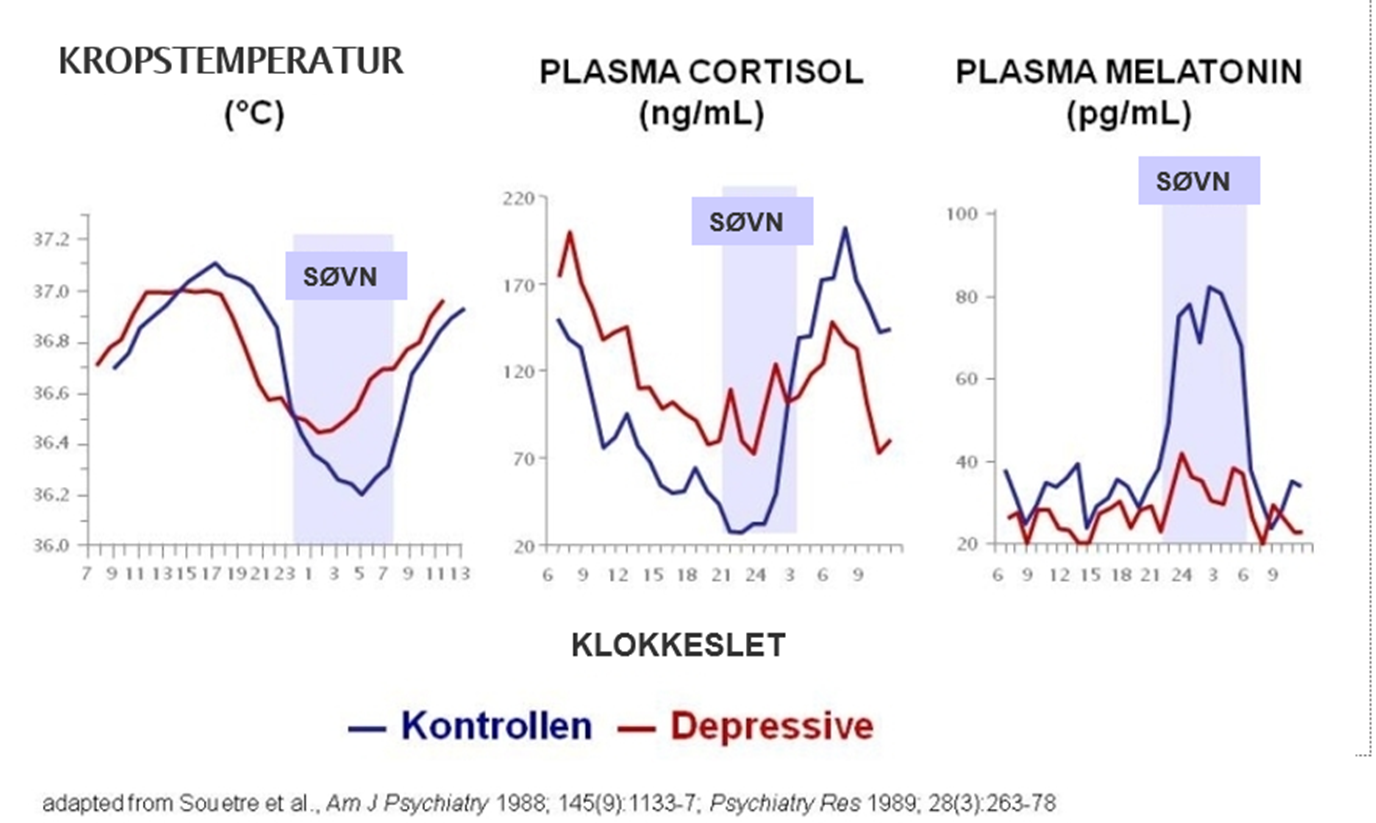 KROPSTEMPERATUR
(°C)
SØVN
37.2
37.0
36.8
36.6
36.4
36.2
36.0
7 9 11 13 15 17 19 21 23 1 3 5 7 9 11 13
PLASMA CORTISOL
(ng/mL)
SØVN
220
170
120
70
20
6 9 12 15 18 21 24 3 6 9
PLASMA MELATONIN
(pg/mL)
SØVN
100
80
60
40
20
6 9 12 15 18 21 24 3 6 9
KLOKKESLET
Kontrollen Depressive
adapted from Souetre et al., Am J Psychiatry 1988; 145(9):1133-7; Psychiatry Res 1989; 28(3):263-78